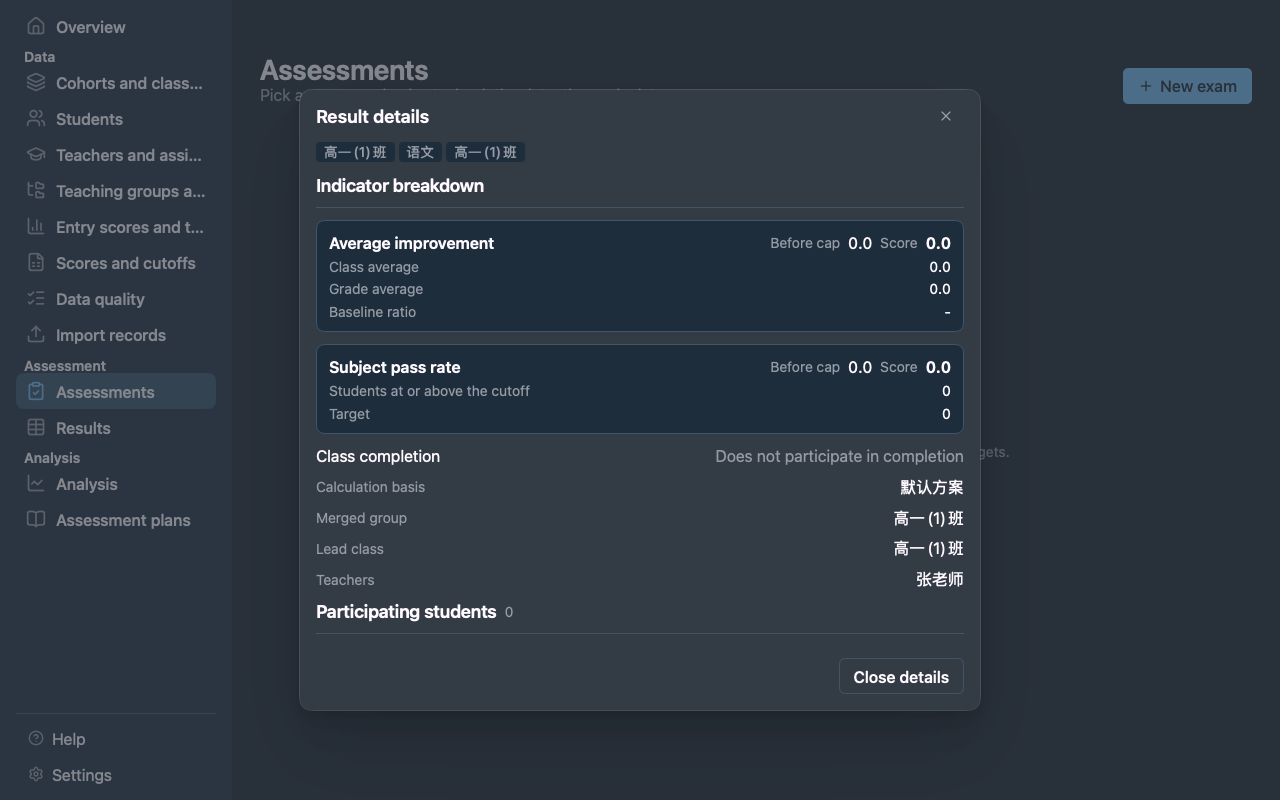 Overview
Data
Cohorts and class...
Students
Teachers and assi...
Teaching groups a...
Entry scores and t...
Scores and cutoffs
Data quality
Import records
Assessment
Assessments
Results
Analysis
Analysis
Assessment plans
Help
Settings
Assessments
Pick a
New exam
Result details
高一 (1) 班 语文 高一 (1) 班
Indicator breakdown
Average improvement Before cap 0.0 Score 0.0
Class average 0.0
Grade average 0.0
Baseline ratio -
Subject pass rate Before cap 0.0 Score 0.0
Students at or above the cutoff 0
Target 0
Class completion Does not participate in completion
Calculation basis 默认方案
Merged group 高一 (1) 班
Lead class 高一 (1) 班
Teachers 张老师
Participating students 0
Close details
gets.